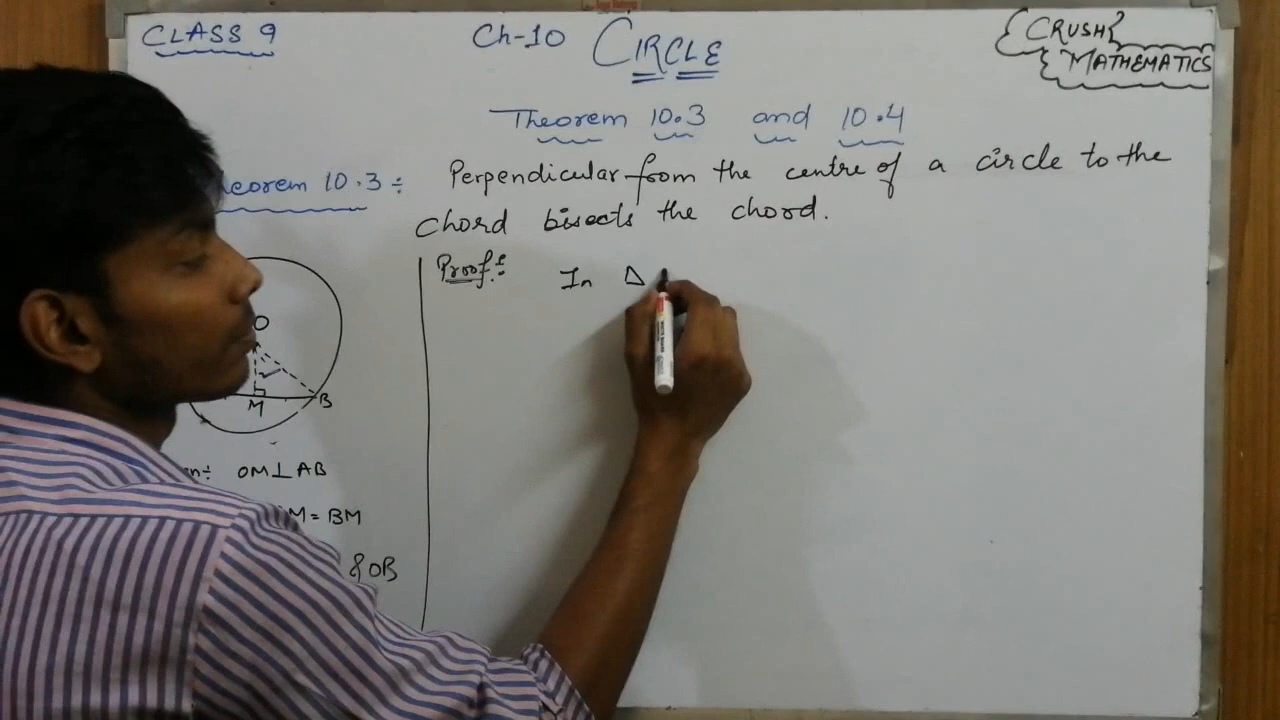 CLASS 9
Ch-10 CIRCLE
CRUSH
MATHEMATICS
Theorem 10.3 and 10.4
eorem 10.3 ÷ Perpendicular from the centre of a circle to the
chord bisects the chord.
Proof:
In Δ
O
M
B
OM⊥AB
M = BM
& OB